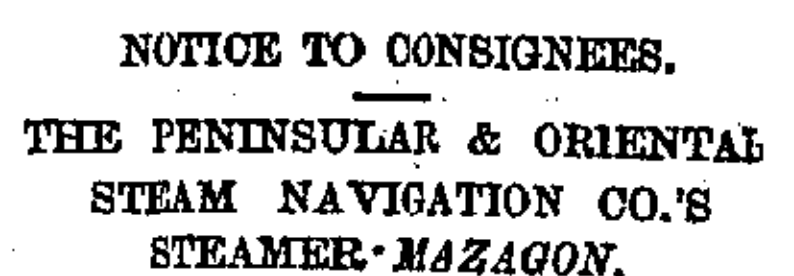 NOTICE TO CONSIGNEES.
THE PENINSULAR & ORIENTAL
STEAM NAVIGATION CO.'S
STEAMER MAZAGON.